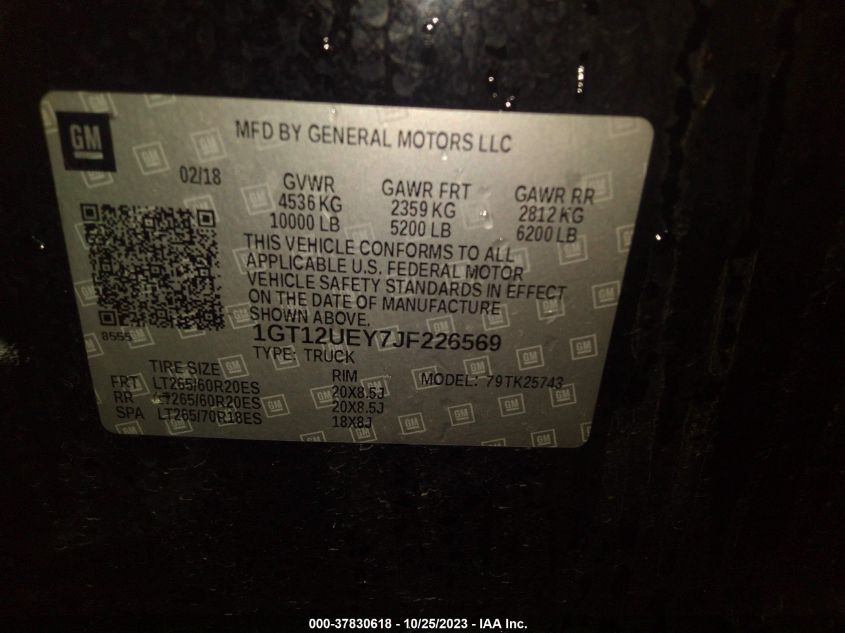 GM
MFD BY GENERAL MOTORS LLC
02/18
GVWR
4536 KG
10000 LB
GAWR FRT
2359 KG
5200 LB
GAWR RR
2812 KG
6200 LB
THIS VEHICLE CONFORMS TO ALL
APPLICABLE U.S. FEDERAL MOTOR
VEHICLE SAFETY STANDARDS IN EFFECT
ON THE DATE OF MANUFACTURE
SHOWN ABOVE.
8555
1GT12UEY7JF226569
TYPE: TRUCK
MODEL: 79TK25743
TIRE SIZE RIM
FRT LT265/60R20ES 20X8.5J
RR LT265/60R20ES 20X8.5J
SPA LT265/70R18ES 18X8J
000-37830618 - 10/25/2023 - IAA Inc.